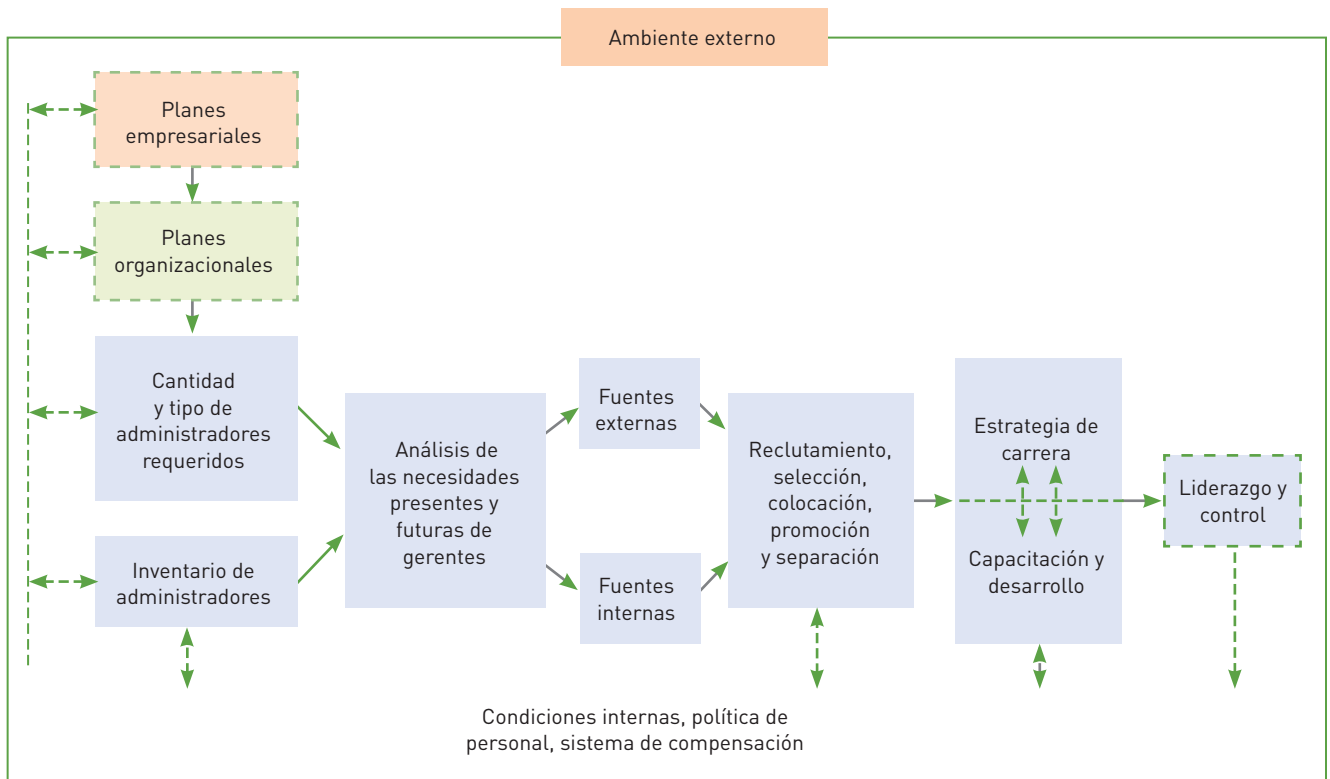 Ambiente externo
Planes
empresariales
Planes
organizacionales
Cantidad
y tipo de
administradores
requeridos
Inventario de
administradores
Análisis de
las necesidades
presentes y
futuras de
gerentes
Fuentes
externas
Fuentes
internas
Reclutamiento,
selección,
colocación,
promoción
y separación
Estrategia de
carrera
Capacitación y
desarrollo
Liderazgo y
control
Condiciones internas, política de
personal, sistema de compensación